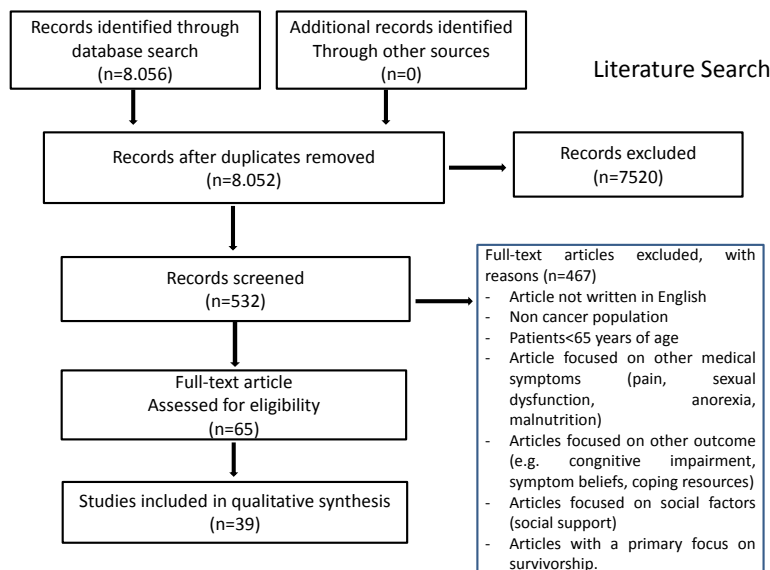 Records identified through
database search
(n=8.056)
Additional records identified
Through other sources
(n=0)
Literature Search
Records after duplicates removed
(n=8.052)
Records excluded
(n=7520)
Records screened
(n=532)
Full-text articles excluded, with
reasons (n=467)
- Article not written in English
- Non cancer population
- Patients<65 years of age
- Article focused on other medical
symptoms (pain, sexual
dysfunction, anorexia,
malnutrition)
- Articles focused on other outcome
(e.g. congnitive impairment,
symptom beliefs, coping resources)
- Articles focused on social factors
(social support)
- Articles with a primary focus on
survivorship.
Full-text article
Assessed for eligibility
(n=65)
Studies included in qualitative synthesis
(n=39)